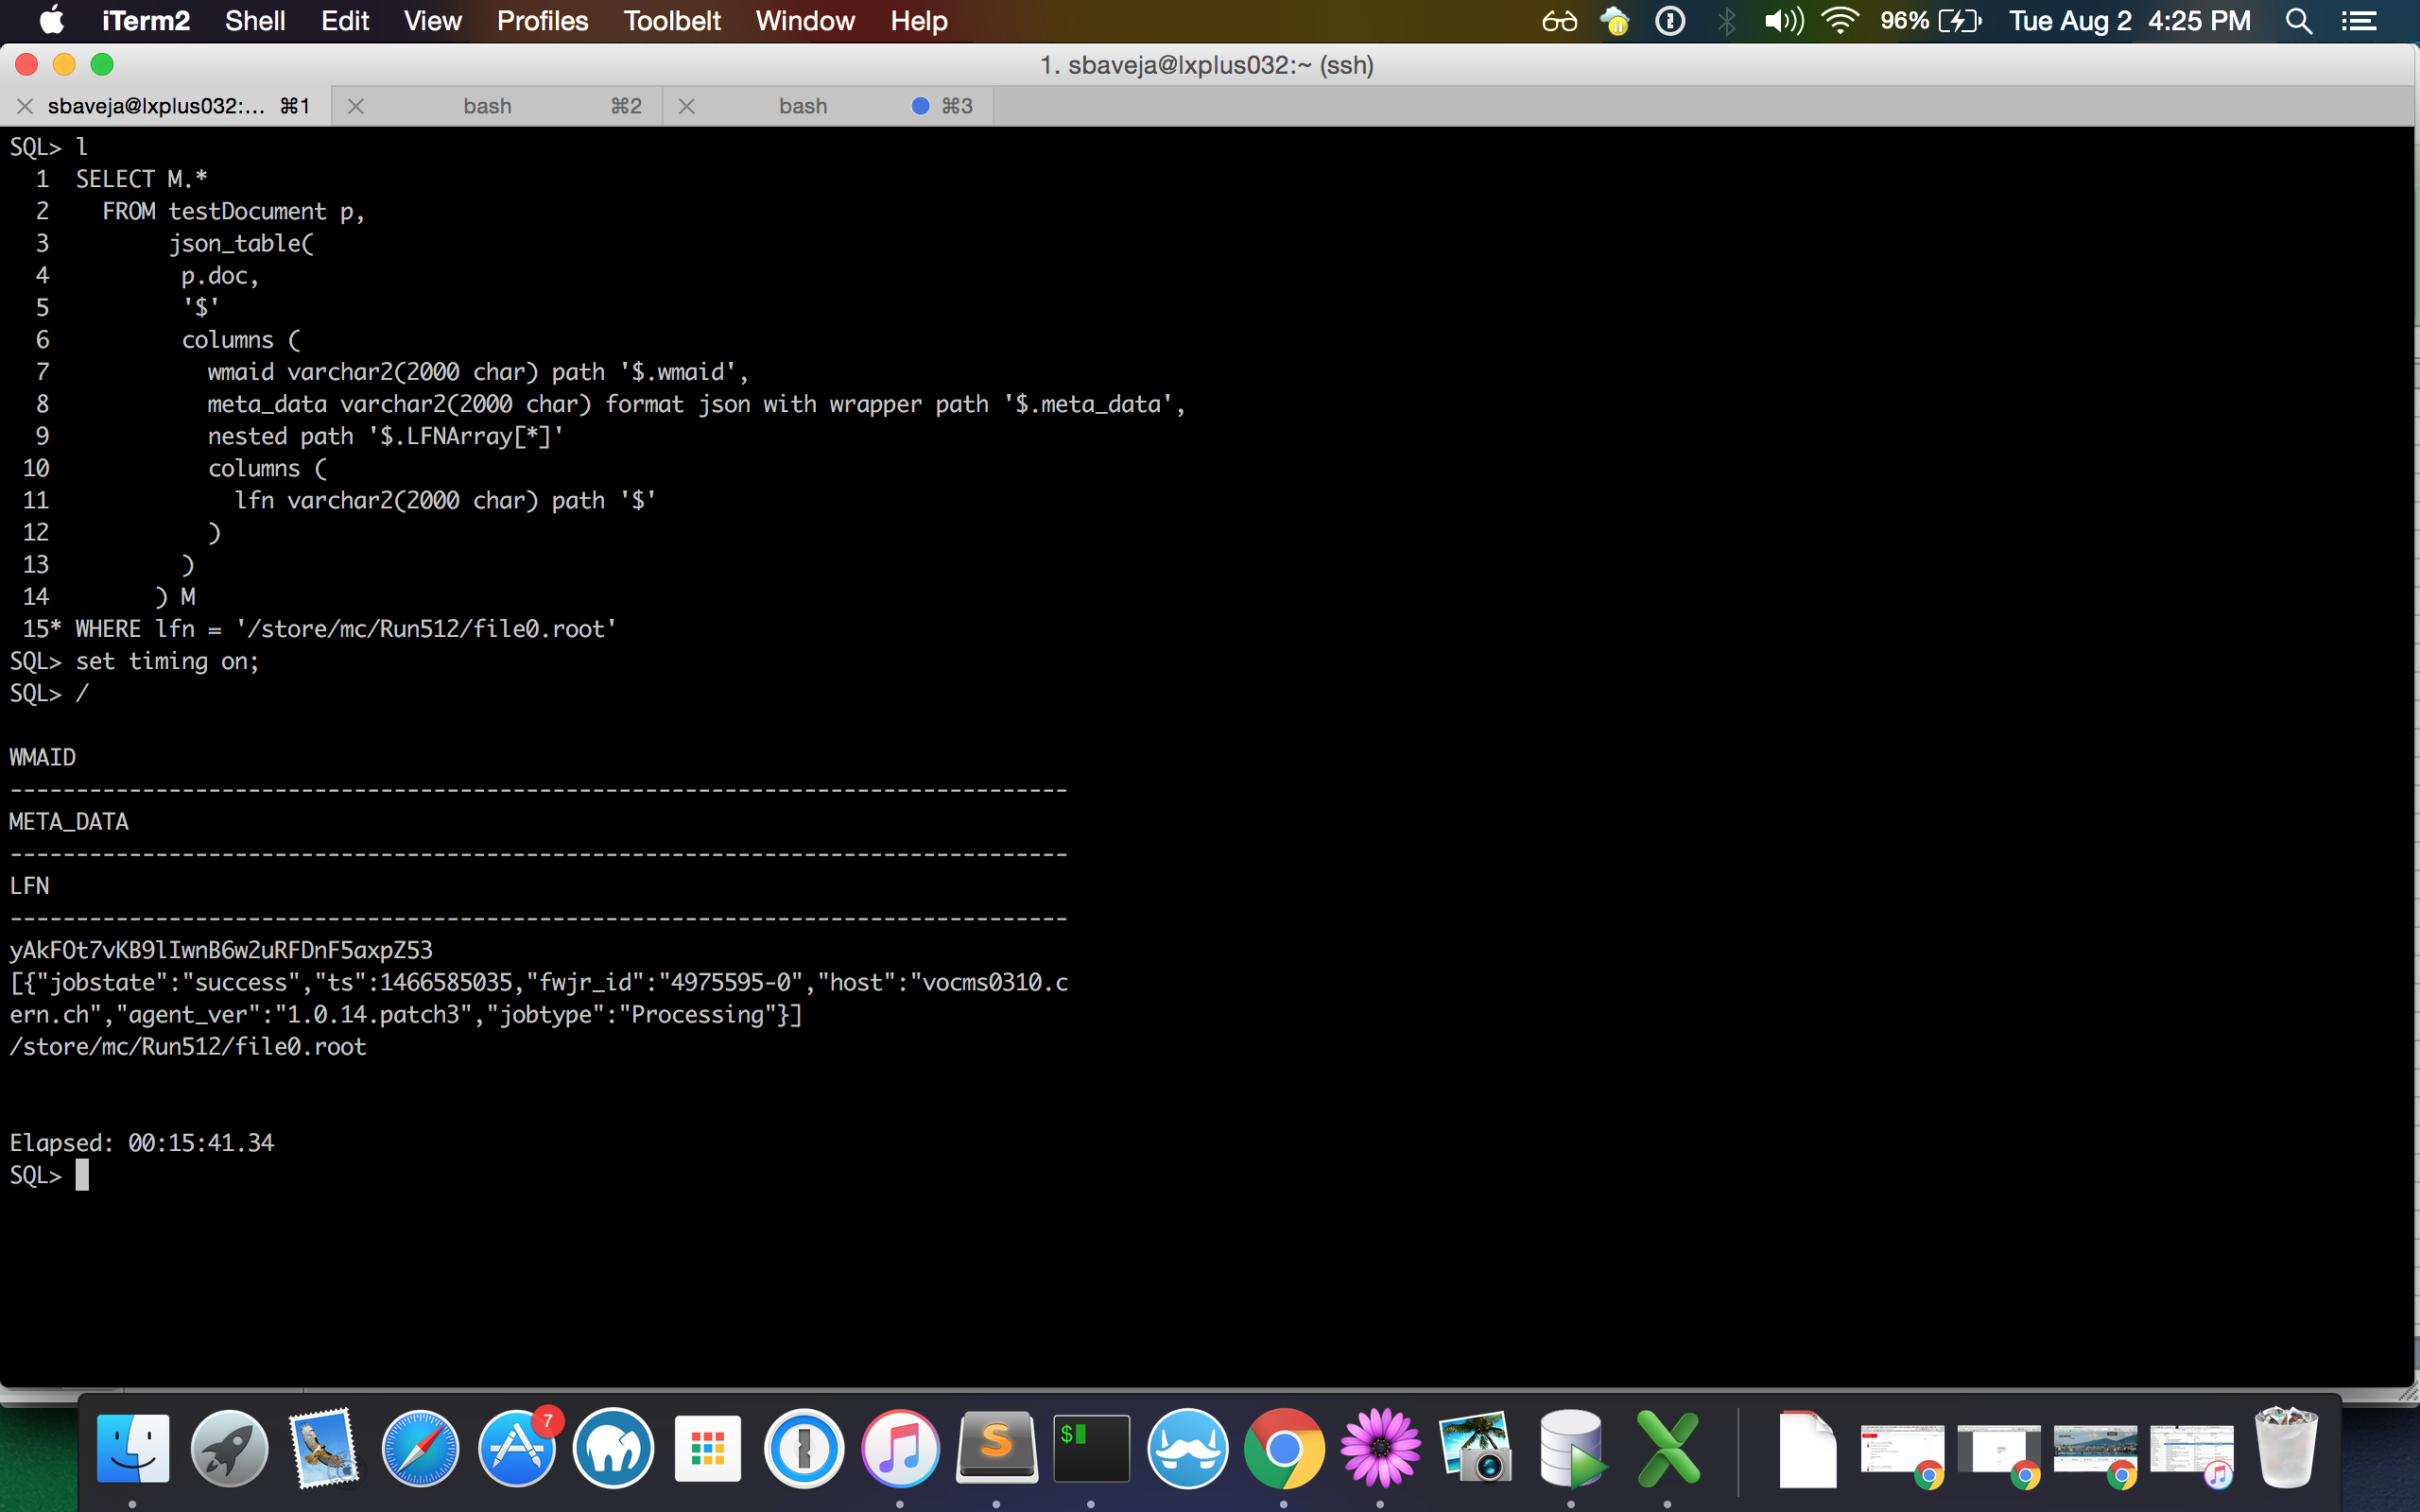 iTerm2 Shell Edit View Profiles Toolbelt Window Help 96% Tue Aug 2 4:25 PM
1. sbaveja@lxplus032:~ (ssh)
sbaveja@lxplus032:... ⌘1 bash ⌘2 bash ⌘3
SQL> l
1 SELECT M.*
2 FROM testDocument p,
3 json_table(
4 p.doc,
5 '$'
6 columns (
7 wmaid varchar2(2000 char) path '$.wmaid',
8 meta_data varchar2(2000 char) format json with wrapper path '$.meta_data',
9 nested path '$.LFNArray[*]'
10 columns (
11 lfn varchar2(2000 char) path '$'
12 )
13 )
14 ) M
15* WHERE lfn = '/store/mc/Run512/file0.root'
SQL> set timing on;
SQL> /
WMAID
--------------------------------------------------------------------------------
META_DATA
--------------------------------------------------------------------------------
LFN
--------------------------------------------------------------------------------
yAkFOt7vKB9lIwnB6w2uRFDnF5axpZ53
[{"jobstate":"success","ts":1466585035,"fwjr_id":"4975595-0","host":"vocms0310.c
ern.ch","agent_ver":"1.0.14.patch3","jobtype":"Processing"}]
/store/mc/Run512/file0.root
Elapsed: 00:15:41.34
SQL>
7
S
$